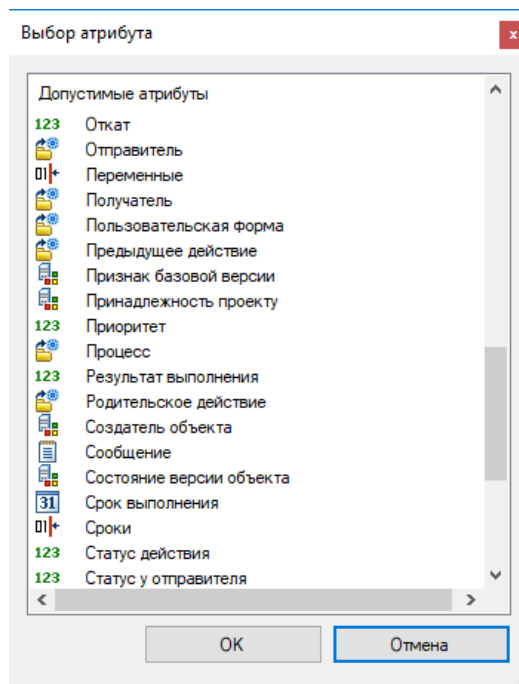 Выбор атрибута
x
Допустимые атрибуты
123 Откат
Отправитель
011 Переменные
Получатель
Пользовательская форма
Предыдущее действие
Признак базовой версии
Принадлежность проекту
123 Приоритет
Процесс
123 Результат выполнения
Родительское действие
Создатель объекта
Сообщение
Состояние версии объекта
31 Срок выполнения
011 Сроки
123 Статус действия
123 Статус у отправителя
OK Отмена